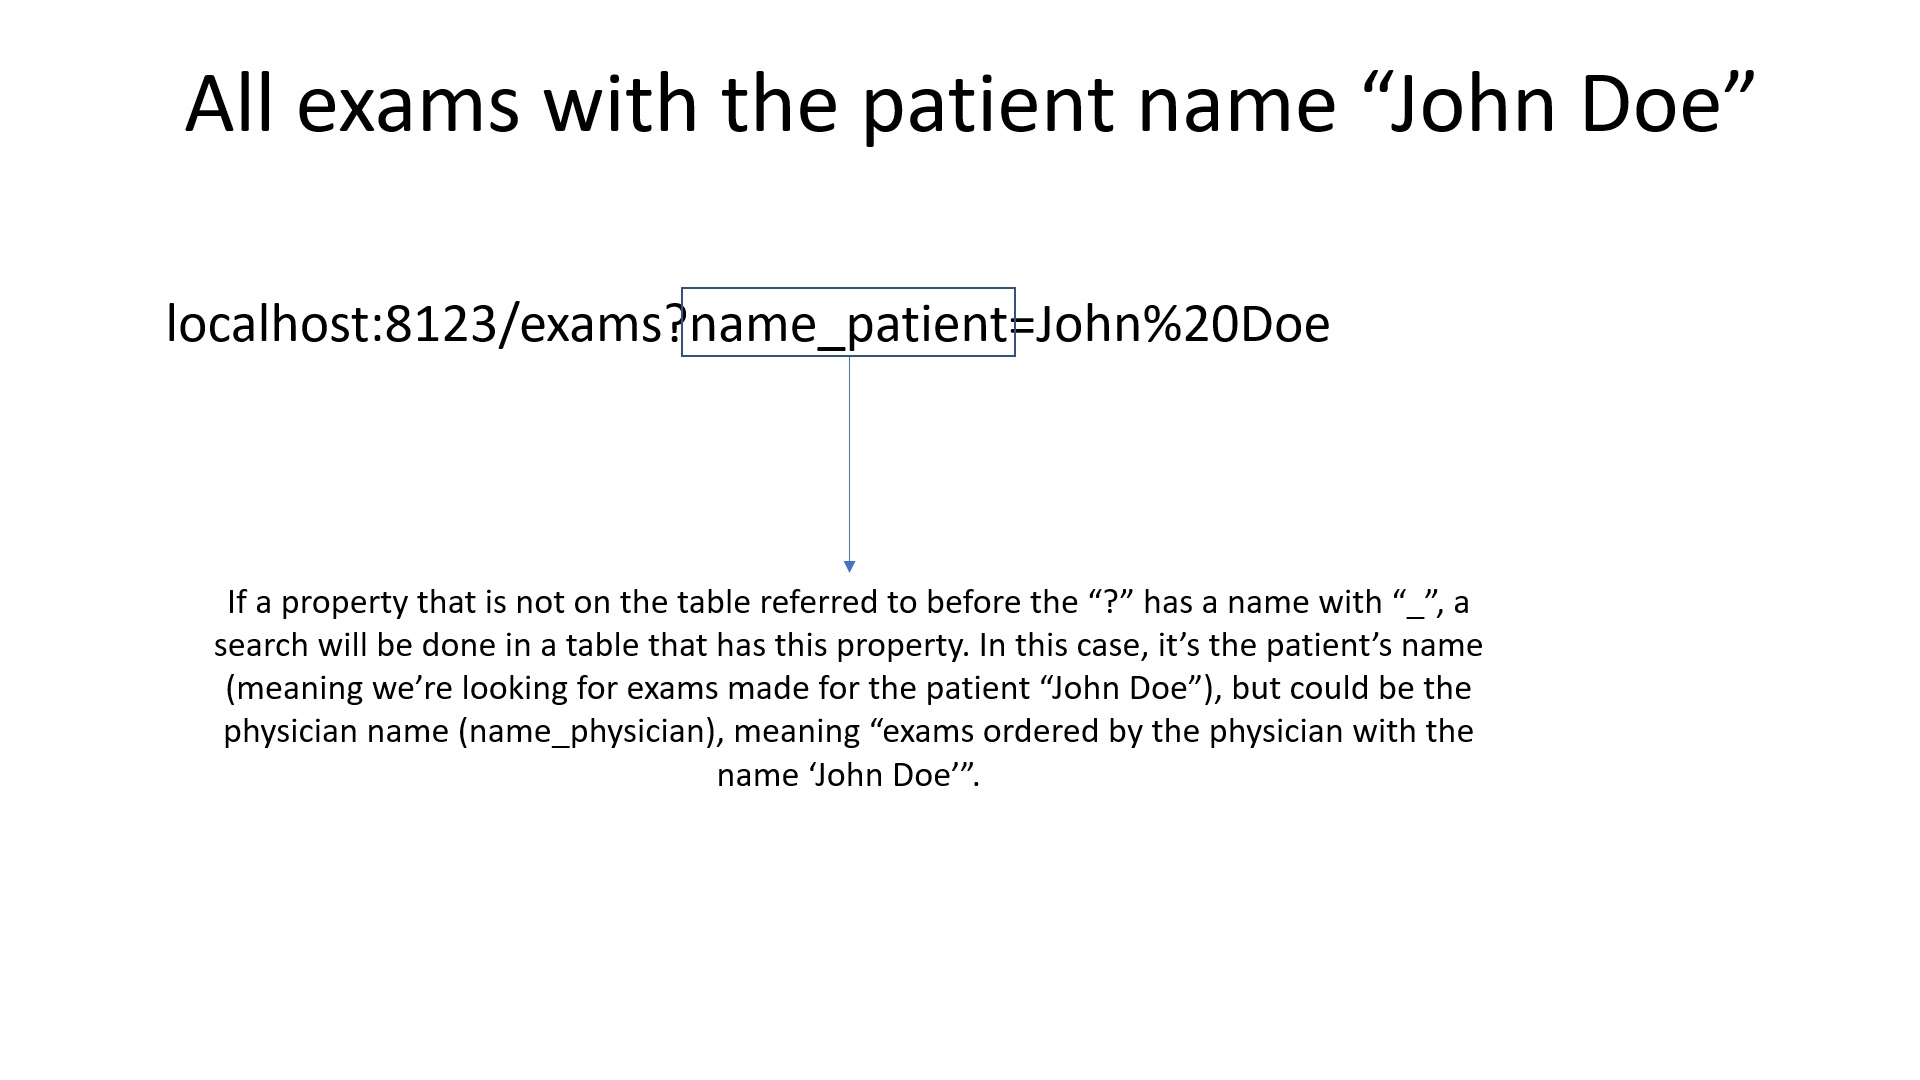 All exams with the patient name “John Doe”
localhost:8123/exams?name_patient=John%20Doe
If a property that is not on the table referred to before the “?” has a name with “_”, a
search will be done in a table that has this property. In this case, it’s the patient’s name
(meaning we’re looking for exams made for the patient “John Doe”), but could be the
physician name (name_physician), meaning “exams ordered by the physician with the
name ‘John Doe’”.